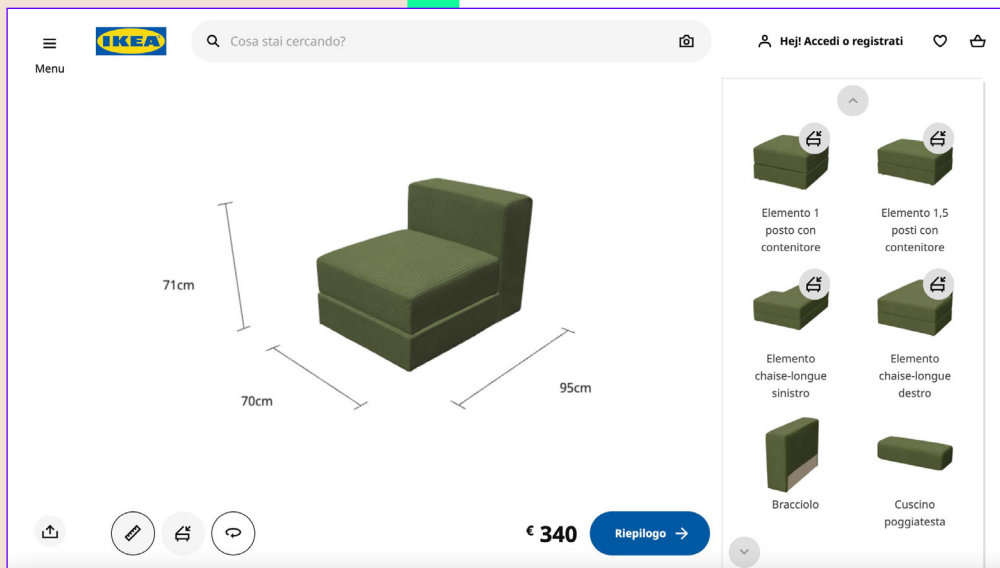 Menu
IKEA
Cosa stai cercando?
Hej! Accedi o registrati
71cm
70cm
95cm
€ 340
Riepilogo
Elemento 1
posto con
contenitore
Elemento 1,5
posti con
contenitore
Elemento
chaise-longue
sinistro
Elemento
chaise-longue
destro
Bracciolo
Cuscino
poggiatesta